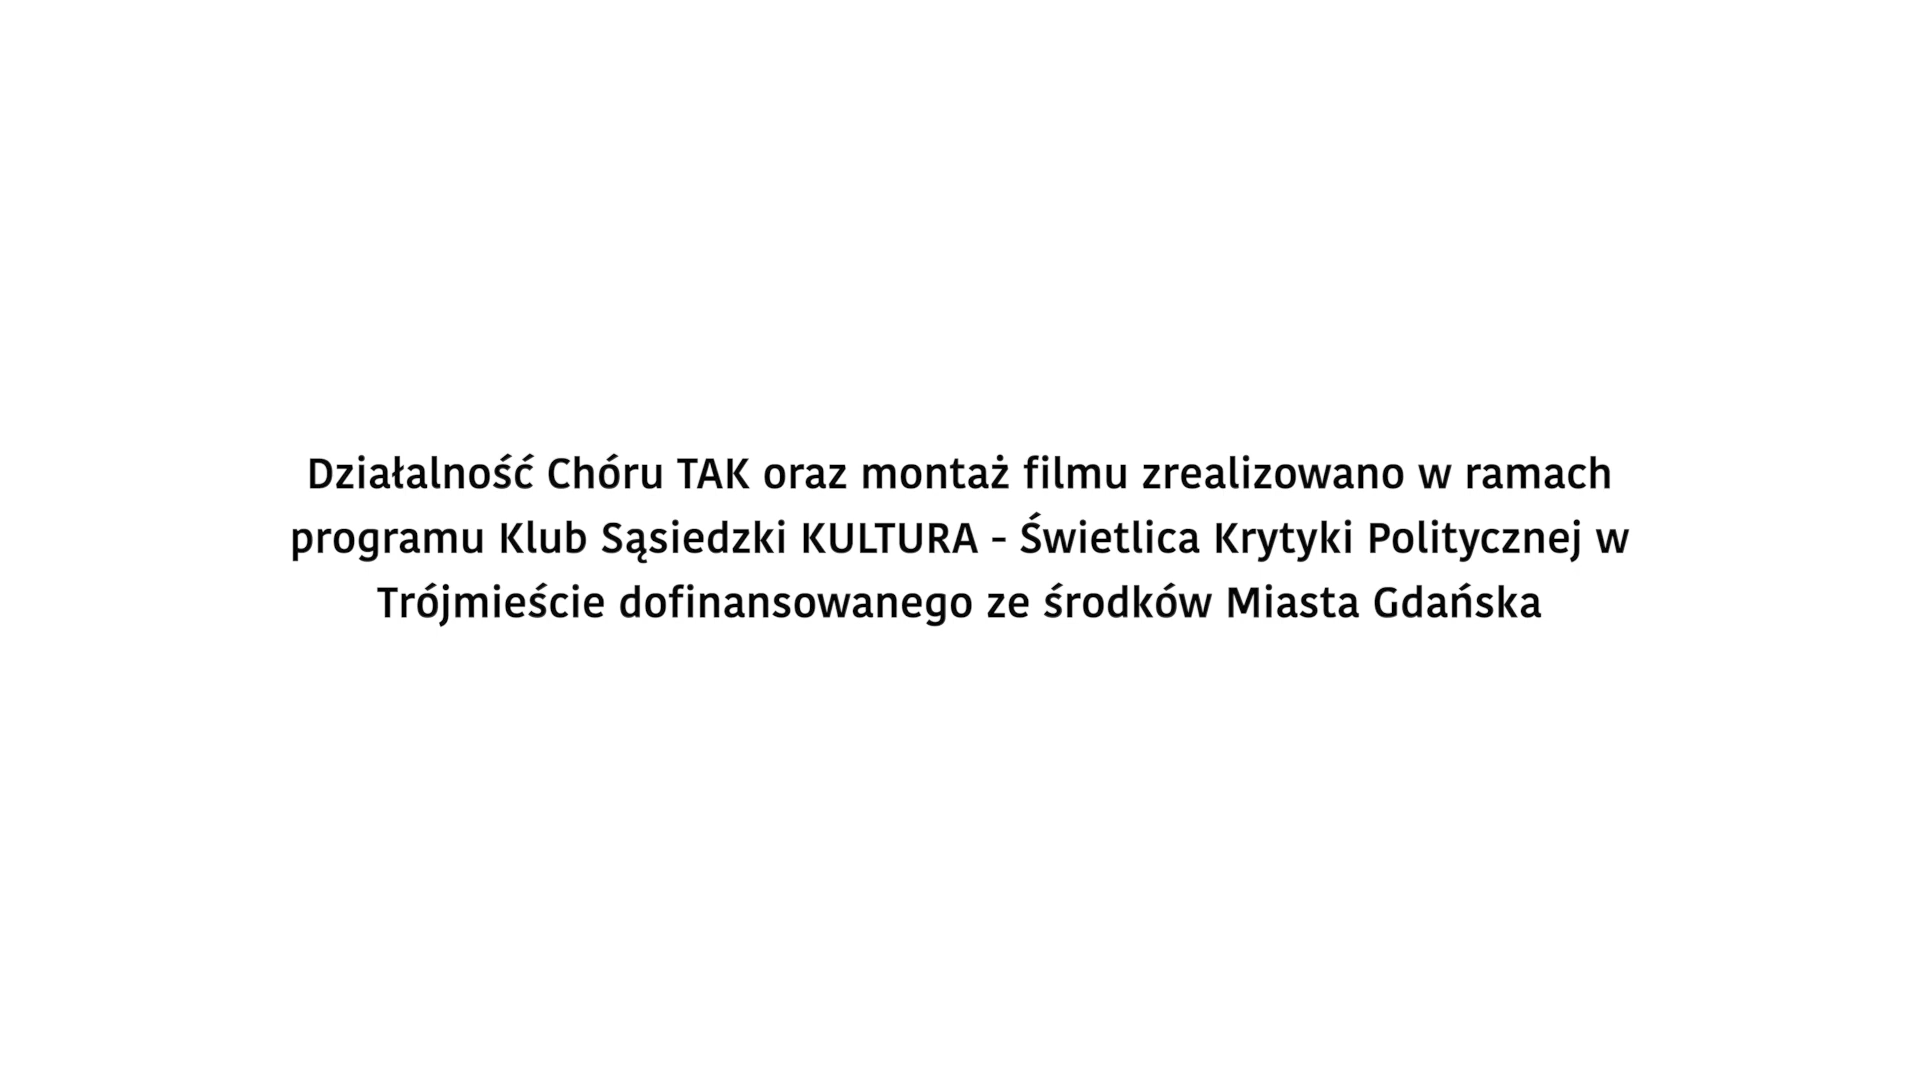 Działalność Chóru TAK oraz montaż filmu zrealizowano w ramach
programu Klub Sąsiedzki KULTURA - Świetlica Krytyki Politycznej w
Trójmieście dofinansowanego ze środków Miasta Gdańska